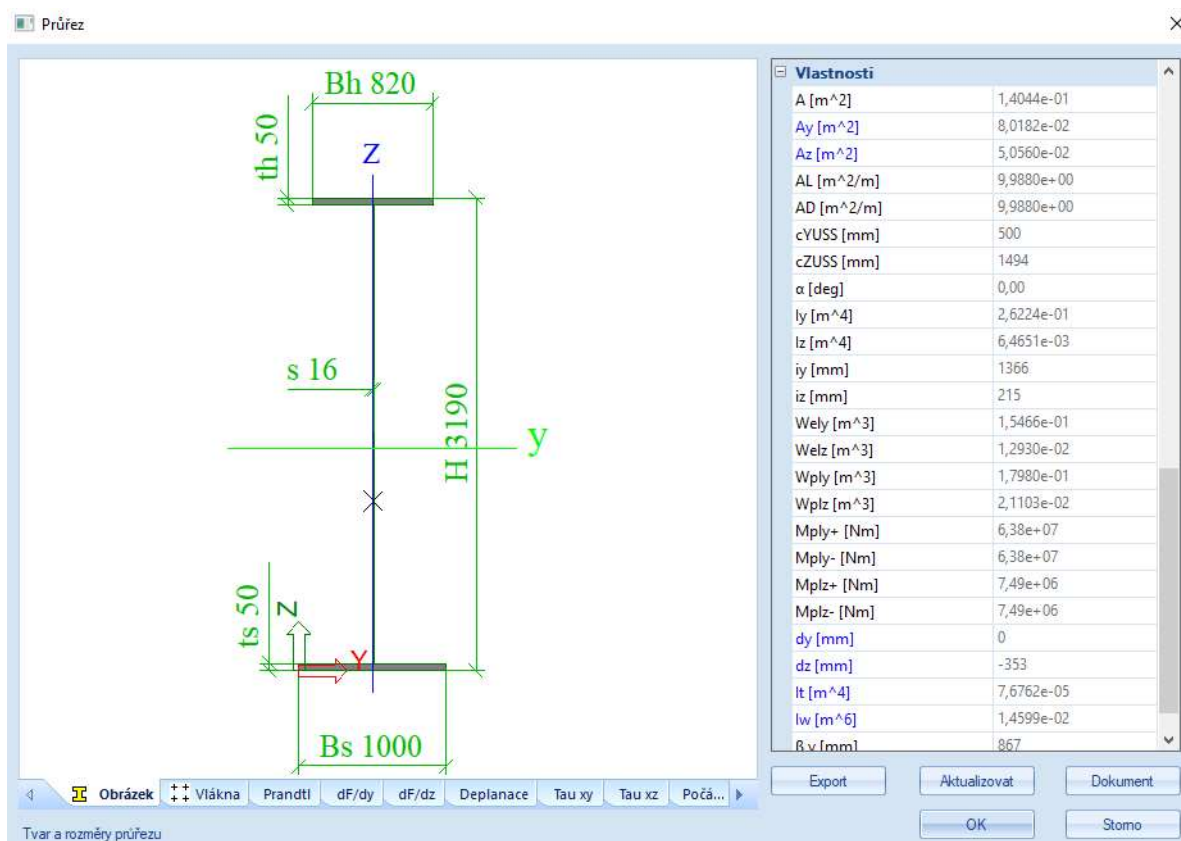 Průřez
Bh 820
th 50
Z
s 16
H 3190
y
ts 50
Z
Y
Bs 1000
Obrázek Vlákna Prandtl dF/dy dF/dz Deplanace Tau xy Tau xz Počá...
Tvar a rozměry průřezu
Vlastnosti
A [m^2] 1,4044e-01
Ay [m^2] 8,0182e-02
Az [m^2] 5,0560e-02
AL [m^2/m] 9,9880e+00
AD [m^2/m] 9,9880e+00
cYUSS [mm] 500
cZUSS [mm] 1494
α [deg] 0,00
Iy [m^4] 2,6224e-01
Iz [m^4] 6,4651e-03
iy [mm] 1366
iz [mm] 215
Wely [m^3] 1,5466e-01
Welz [m^3] 1,2930e-02
Wply [m^3] 1,7980e-01
Wplz [m^3] 2,1103e-02
Mply+ [Nm] 6,38e+07
Mply- [Nm] 6,38e+07
Mplz+ [Nm] 7,49e+06
Mplz- [Nm] 7,49e+06
dy [mm] 0
dz [mm] -353
It [m^4] 7,6762e-05
Iw [m^6] 1,4599e-02
β y [mm] 867
Export Aktualizovat Dokument
OK Storno